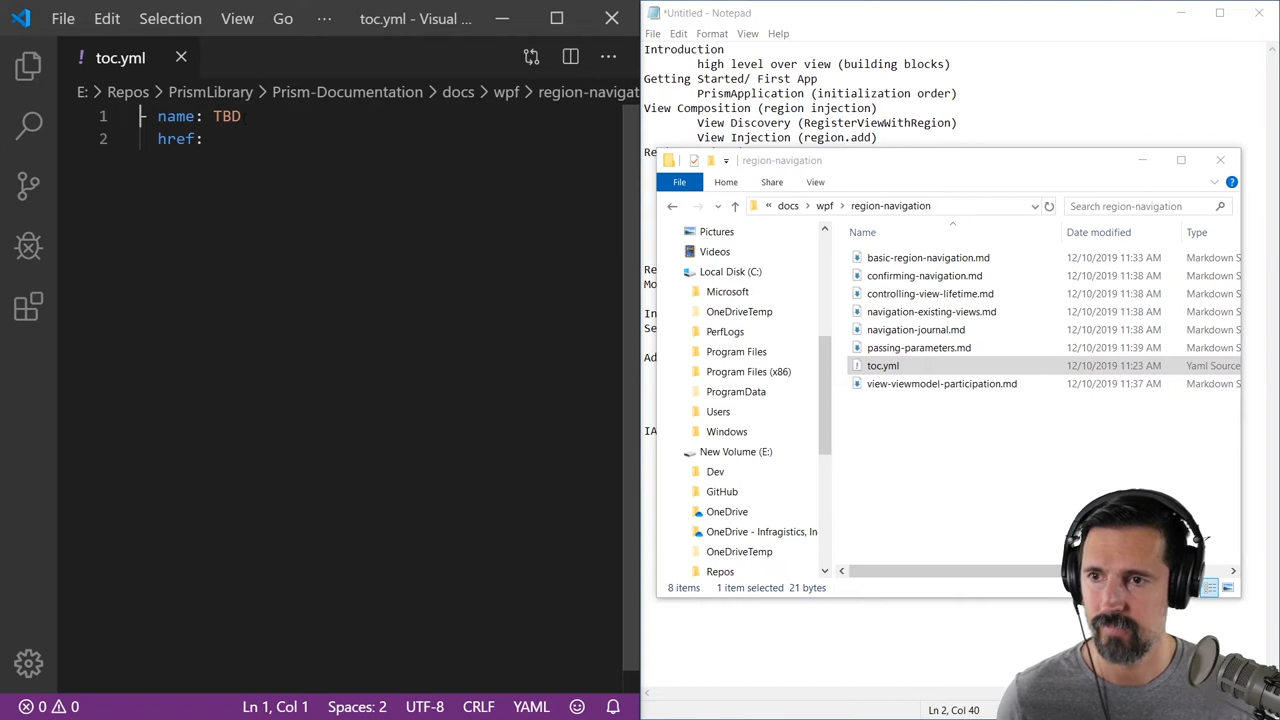 File Edit Selection View Go ··· toc.yml - Visual ...
! toc.yml
E: › Repos › PrismLibrary › Prism-Documentation › docs › wpf › region-navigat
1 - name: TBD
2 href:
0 0 Ln 1, Col 1 Spaces: 2 UTF-8 CRLF YAML
*Untitled - Notepad
File Edit Format View Help
Introduction
high level over view (building blocks)
Getting Started/ First App
PrismApplication (initialization order)
View Composition (region injection)
View Discovery (RegisterViewWithRegion)
View Injection (region.add)
Re
Re
Mo
In
Se
Ad
IA
Ln 2, Col 40
region-navigation
File Home Share View
« docs › wpf › region-navigation Search region-navigation
Pictures
Videos
Local Disk (C:)
Microsoft
OneDriveTemp
PerfLogs
Program Files
Program Files (x86)
ProgramData
Users
Windows
New Volume (E:)
Dev
GitHub
OneDrive
OneDrive - Infragistics, In
OneDriveTemp
Repos
Name Date modified Type
basic-region-navigation.md 12/10/2019 11:33 AM Markdown S
confirming-navigation.md 12/10/2019 11:38 AM Markdown S
controlling-view-lifetime.md 12/10/2019 11:38 AM Markdown S
navigation-existing-views.md 12/10/2019 11:38 AM Markdown S
navigation-journal.md 12/10/2019 11:38 AM Markdown S
passing-parameters.md 12/10/2019 11:39 AM Markdown S
toc.yml 12/10/2019 11:23 AM Yaml Source
view-viewmodel-participation.md 12/10/2019 11:37 AM Markdown S
8 items 1 item selected 21 bytes